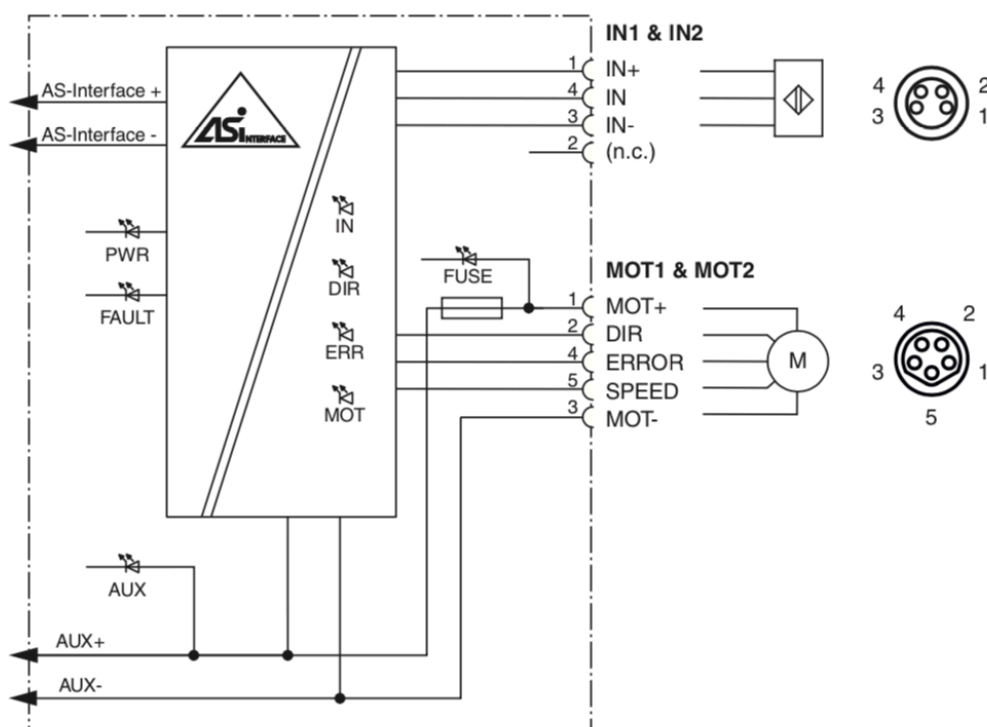 IN1 & IN2
AS-Interface +
AS-Interface -
ASi INTERFACE
1 IN+
4 IN
3 IN-
2 (n.c.)
4 2
3 1
IN
DIR
ERR
MOT
PWR
FAULT
FUSE
MOT1 & MOT2
1 MOT+
2 DIR
4 ERROR
5 SPEED
3 MOT-
M
4 2
3 1
5
AUX
AUX+
AUX-